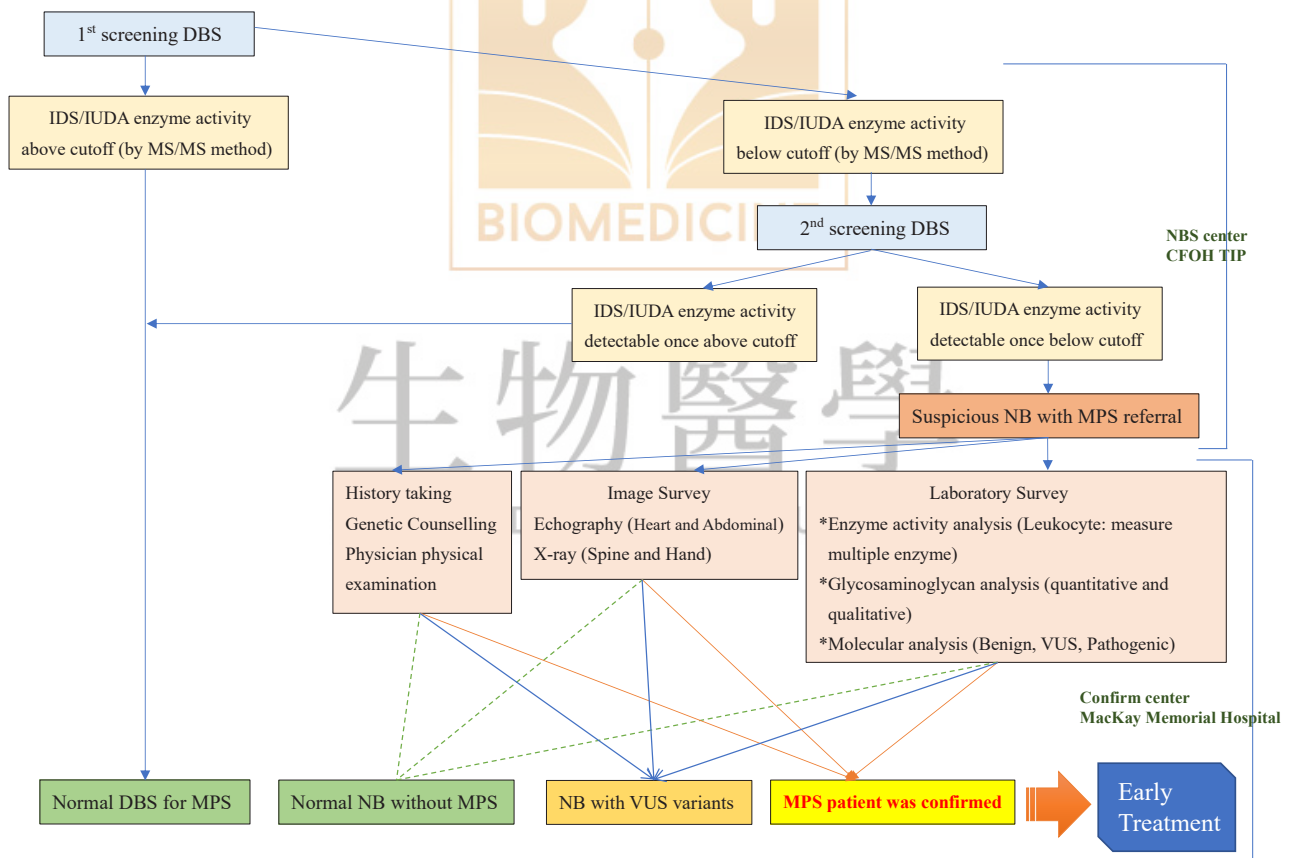 1st screening DBS
IDS/IUDA enzyme activity
above cutoff (by MS/MS method)
IDS/IUDA enzyme activity
below cutoff (by MS/MS method)
BIOMEDICINE
2nd screening DBS
NBS center
CFOH TIP
IDS/IUDA enzyme activity
detectable once above cutoff
IDS/IUDA enzyme activity
detectable once below cutoff
生物醫學
Suspicious NB with MPS referral
History taking
Genetic Counselling
Physician physical
examination
Image Survey
Echography (Heart and Abdominal)
X-ray (Spine and Hand)
Laboratory Survey
*Enzyme activity analysis (Leukocyte: measure
multiple enzyme)
*Glycosaminoglycan analysis (quantitative and
qualitative)
*Molecular analysis (Benign, VUS, Pathogenic)
Confirm center
MacKay Memorial Hospital
Normal DBS for MPS
Normal NB without MPS
NB with VUS variants
MPS patient was confirmed
Early
Treatment